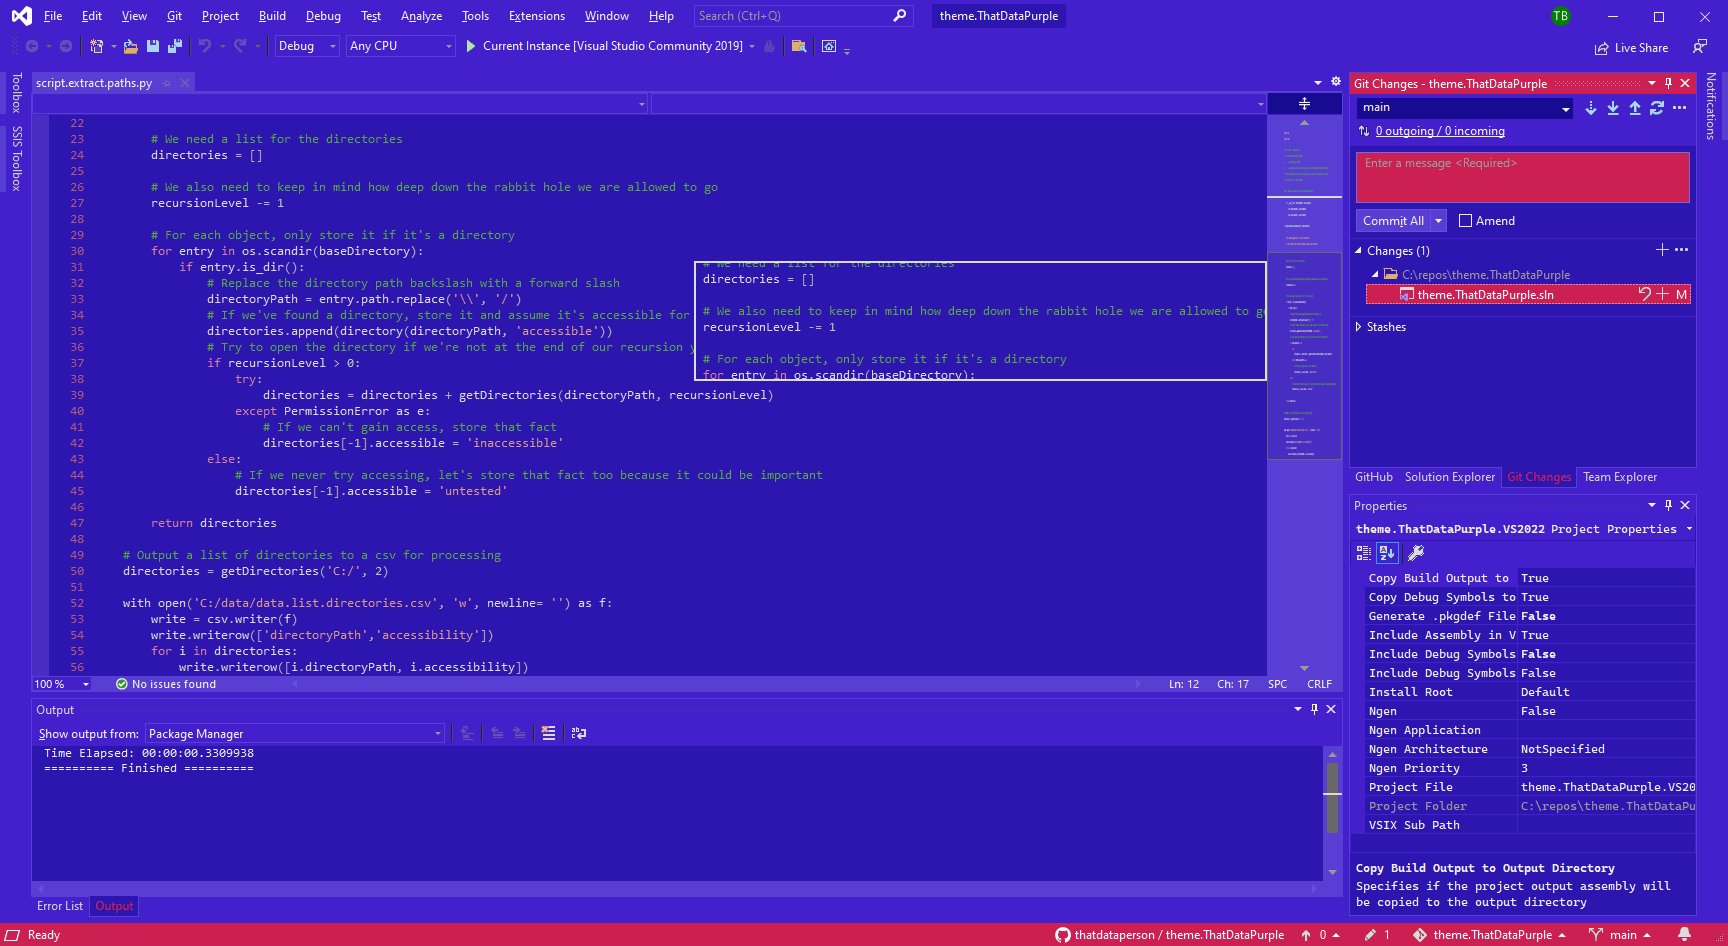 File Edit View Git Project Build Debug Test Analyze Tools Extensions Window Help Search (Ctrl+Q) theme.ThatDataPurple TB
Debug Any CPU Current Instance [Visual Studio Community 2019] Live Share
Toolbox
SSIS Toolbox
script.extract.paths.py
22
23 # We need a list for the directories
24 directories = []
25
26 # We also need to keep in mind how deep down the rabbit hole we are allowed to go
27 recursionLevel -= 1
28
29 # For each object, only store it if it's a directory
30 for entry in os.scandir(baseDirectory):
31 if entry.is_dir():
32 # Replace the directory path backslash with a forward slash
33 directoryPath = entry.path.replace('\\', '/')
34 # If we've found a directory, store it and assume it's accessible for
35 directories.append(directory(directoryPath, 'accessible'))
36 # Try to open the directory if we're not at the end of our recursion
37 if recursionLevel > 0:
38 try:
39 directories = directories + getDirectories(directoryPath, recursionLevel)
40 except PermissionError as e:
41 # If we can't gain access, store that fact
42 directories[-1].accessible = 'inaccessible'
43 else:
44 # If we never try accessing, let's store that fact too because it could be important
45 directories[-1].accessible = 'untested'
46
47 return directories
48
49 # Output a list of directories to a csv for processing
50 directories = getDirectories('C:/', 2)
51
52 with open('C:/data/data.list.directories.csv', 'w', newline= '') as f:
53 write = csv.writer(f)
54 write.writerow(['directoryPath','accessibility'])
55 for i in directories:
56 write.writerow([i.directoryPath, i.accessibility])
# We need a list for the directories
directories = []
# We also need to keep in mind how deep down the rabbit hole we are allowed to go
recursionLevel -= 1
# For each object, only store it if it's a directory
for entry in os.scandir(baseDirectory):
100 % No issues found Ln: 12 Ch: 17 SPC CRLF
Output
Show output from: Package Manager
Time Elapsed: 00:00:00.3309938
========== Finished ==========
Error List Output
Git Changes - theme.ThatDataPurple
main
0 outgoing / 0 incoming
Enter a message <Required>
Commit All Amend
Changes (1)
C:\repos\theme.ThatDataPurple
theme.ThatDataPurple.sln M
Stashes
GitHub Solution Explorer Git Changes Team Explorer
Properties
theme.ThatDataPurple.VS2022 Project Properties
Copy Build Output to True
Copy Debug Symbols to True
Generate .pkgdef File False
Include Assembly in V True
Include Debug Symbols False
Include Debug Symbols False
Install Root Default
Ngen False
Ngen Application
Ngen Architecture NotSpecified
Ngen Priority 3
Project File theme.ThatDataPurple.VS20
Project Folder C:\repos\theme.ThatDataPu
VSIX Sub Path
Copy Build Output to Output Directory
Specifies if the project output assembly will
be copied to the output directory
Notifications
Ready thatdataperson / theme.ThatDataPurple 0 1 theme.ThatDataPurple main